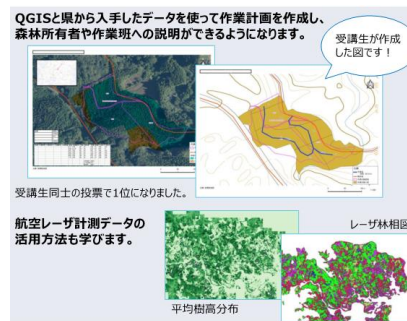 QGISと県から入手したデータを使って作業計画を作成し、
森林所有者や作業班への説明ができるようになります。
受講生が作成
した図です！
受講生同士の投票で1位になりました。
航空レーザ計測データの
活用方法も学びます。
レーザ林相図
平均樹高分布